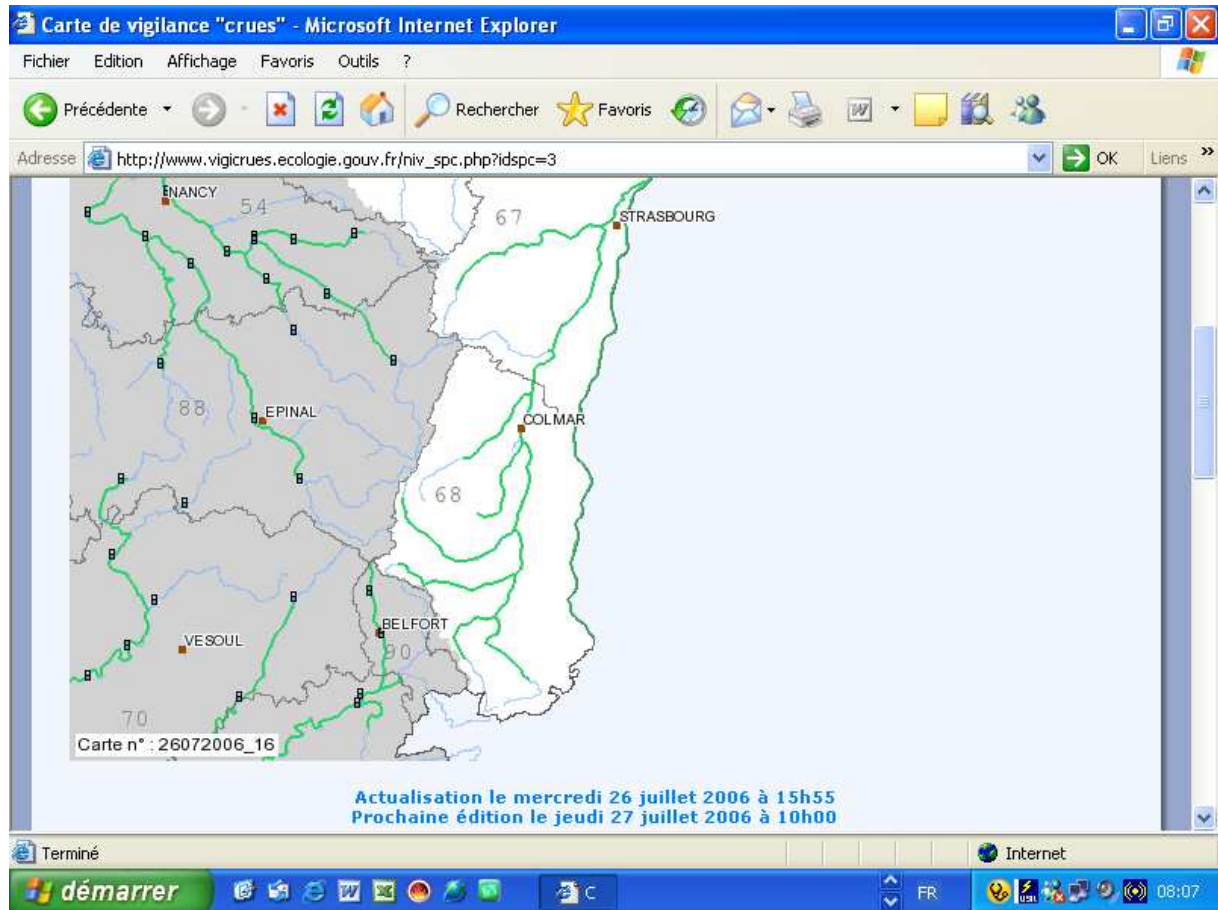 Carte de vigilance "crues" - Microsoft Internet Explorer
Fichier Edition Affichage Favoris Outils ?
Précédente Rechercher Favoris
Adresse http://www.vigicrues.ecologie.gouv.fr/niv_spc.php?idspc=3 OK Liens »
NANCY
54
67
STRASBOURG
88
EPINAL
COLMAR
68
BELFORT
VESOUL
90
70
Carte n° : 26072006_16
Actualisation le mercredi 26 juillet 2006 à 15h55
Prochaine édition le jeudi 27 juillet 2006 à 10h00
Terminé Internet
démarrer C FR 08:07